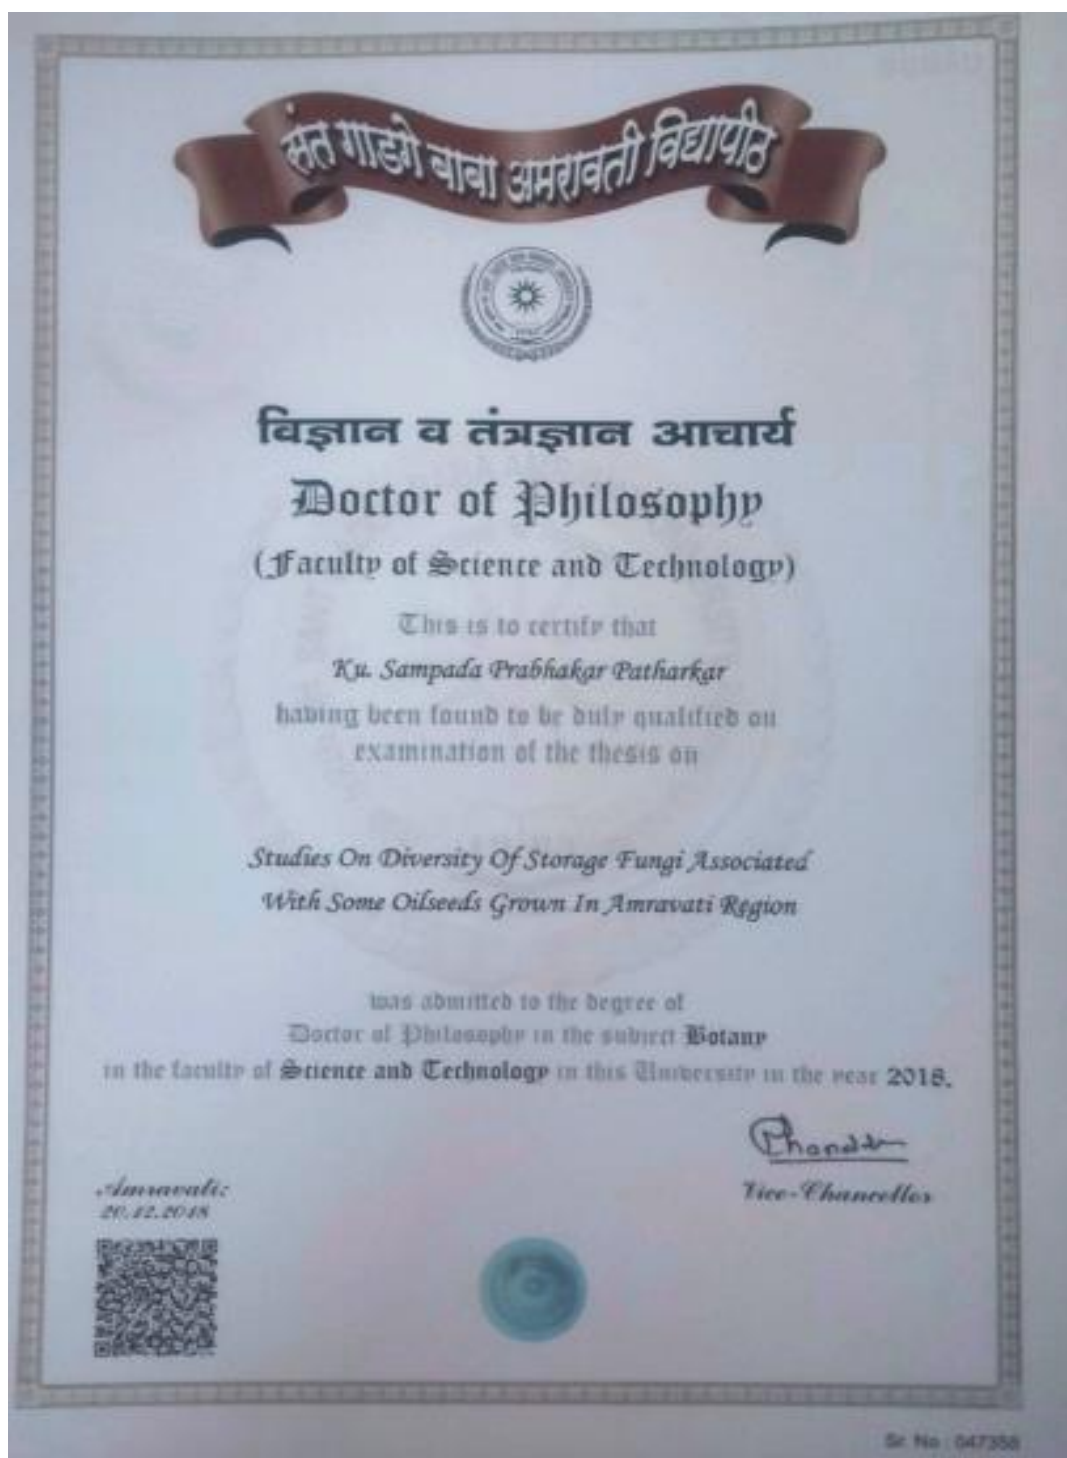 संत गाडगे बाबा अमरावती विद्यापीठ
विज्ञान व तंत्रज्ञान आचार्य
Doctor of Philosophy
(Faculty of Science and Technology)
This is to certify that
Ku. Sampada Prabhakar Patharkar
having been found to be duly qualified on
examination of the thesis on
Studies On Diversity Of Storage Fungi Associated
With Some Oilseeds Grown In Amravati Region
was admitted to the degree of
Doctor of Philosophy in the subject Botany
in the faculty of Science and Technology in this University in the year 2018.
Vice-Chancellor
Amravati:
20.12.2018
Sr. No : 047358